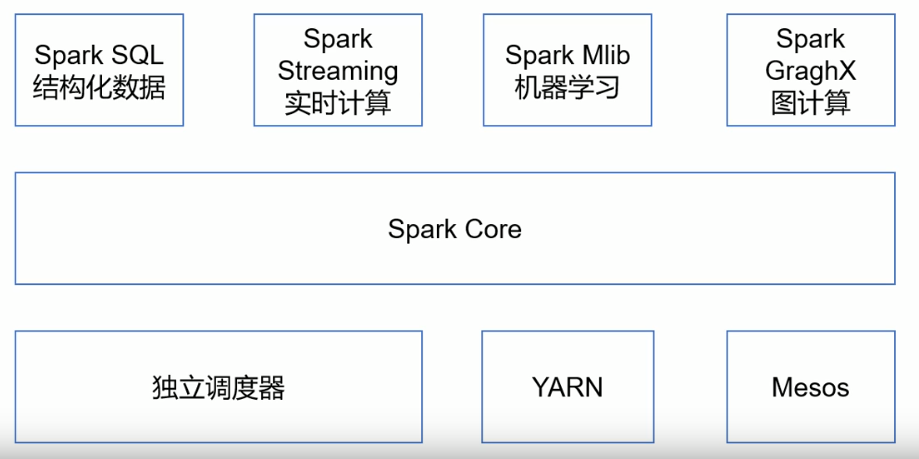 Spark SQL
结构化数据
Spark
Streaming
实时计算
Spark Mlib
机器学习
Spark
GraghX
图计算
Spark Core
独立调度器
YARN
Mesos